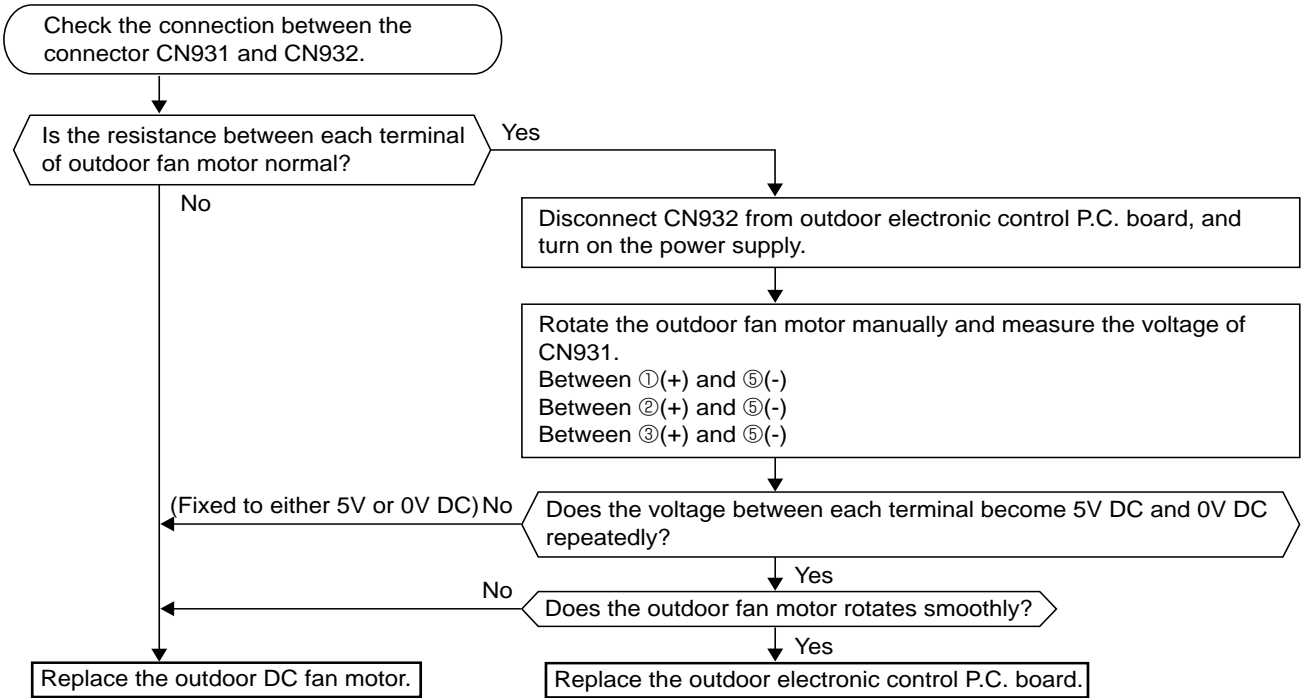 Check the connection between the
connector CN931 and CN932.
Is the resistance between each terminal
of outdoor fan motor normal?
Yes
No
Disconnect CN932 from outdoor electronic control P.C. board, and
turn on the power supply.
Rotate the outdoor fan motor manually and measure the voltage of
CN931.
Between ①(+) and ⑤(-)
Between ②(+) and ⑤(-)
Between ③(+) and ⑤(-)
(Fixed to either 5V or 0V DC) No
Does the voltage between each terminal become 5V DC and 0V DC
repeatedly?
Yes
No
Does the outdoor fan motor rotates smoothly?
Yes
Replace the outdoor DC fan motor.
Replace the outdoor electronic control P.C. board.